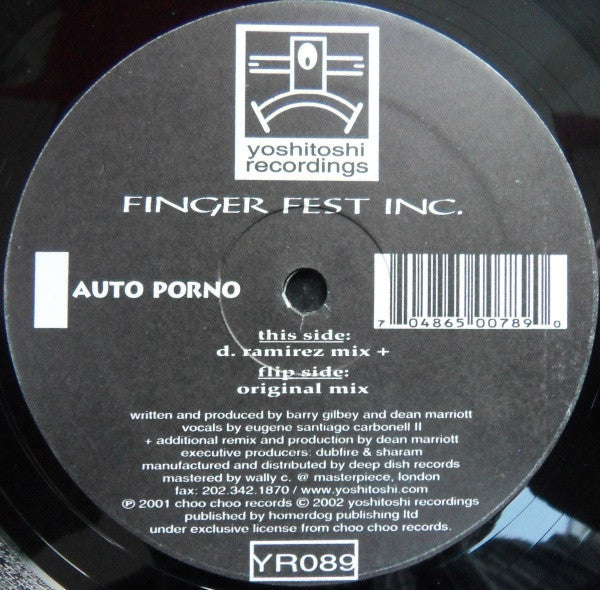 yoshitoshi
recordings
FINGER FEST INC.
AUTO PORNO
7 04865 00789 0
this side:
d. ramirez mix +
flip side:
original mix
written and produced by barry gilbey and dean marriott
vocals by eugene santiago carbonell II
+ additional remix and production by dean marriott
executive producers: dubfire & sharam
manufactured and distributed by deep dish records
mastered by wally c. @ masterpiece, london
fax: 202.342.1870 / www.yoshitoshi.com
℗ 2001 choo choo records © 2002 yoshitoshi recordings
published by homerdog publishing ltd
under exclusive license from choo choo records.
YR089